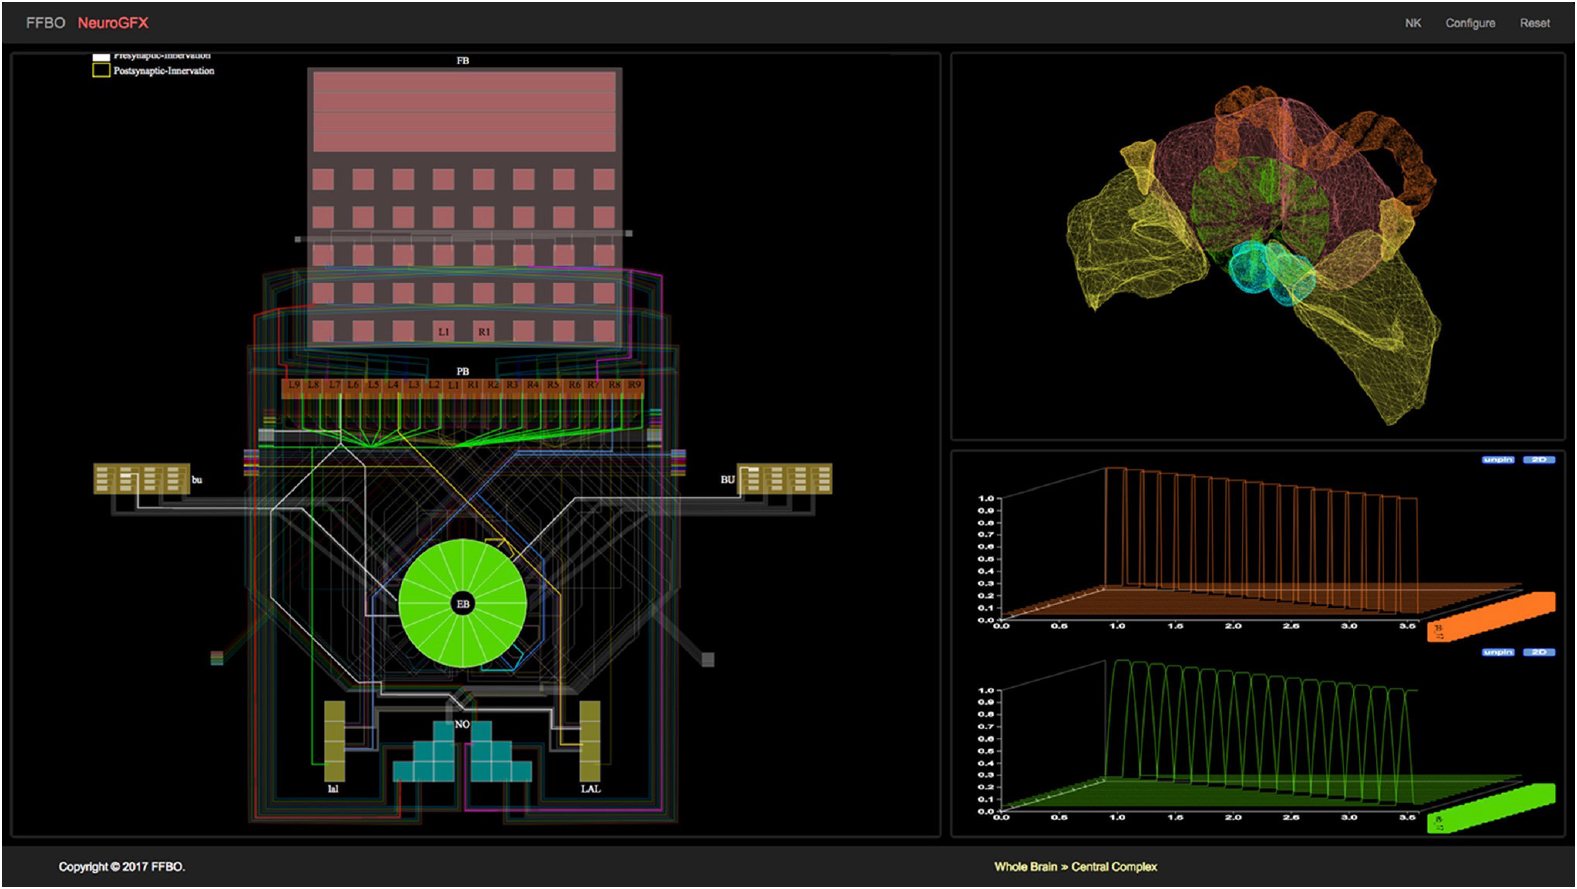 FFBO NeuroGFX NK Configure Reset
Presynaptic-Innervation
Postsynaptic-Innervation
FB
L1 R1
PB
L9 L8 L7 L6 L5 L4 L3 L2 L1 R1 R2 R3 R4 R5 R6 R7 R8 R9
bu
BU
EB
NO
lal
LAL
unpin 2D
1.0
0.9
0.8
0.7
0.6
0.5
0.4
0.3
0.2
0.1
0.0
0.0 0.5 1.0 1.5 2.0 2.5 3.0 3.5
unpin 2D
1.0
0.9
0.8
0.7
0.6
0.5
0.4
0.3
0.2
0.1
0.0
0.0 0.5 1.0 1.5 2.0 2.5 3.0 3.5
Copyright © 2017 FFBO.
Whole Brain » Central Complex